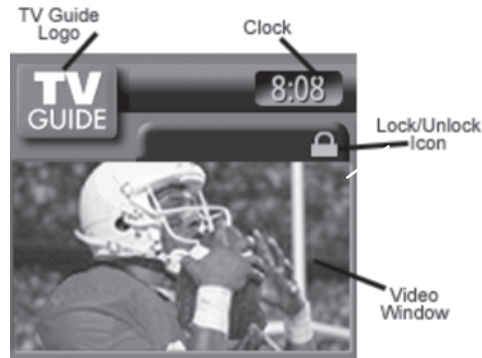 TV Guide
Logo
Clock
TV
GUIDE
8:08
Lock/Unlock
Icon
Video
Window